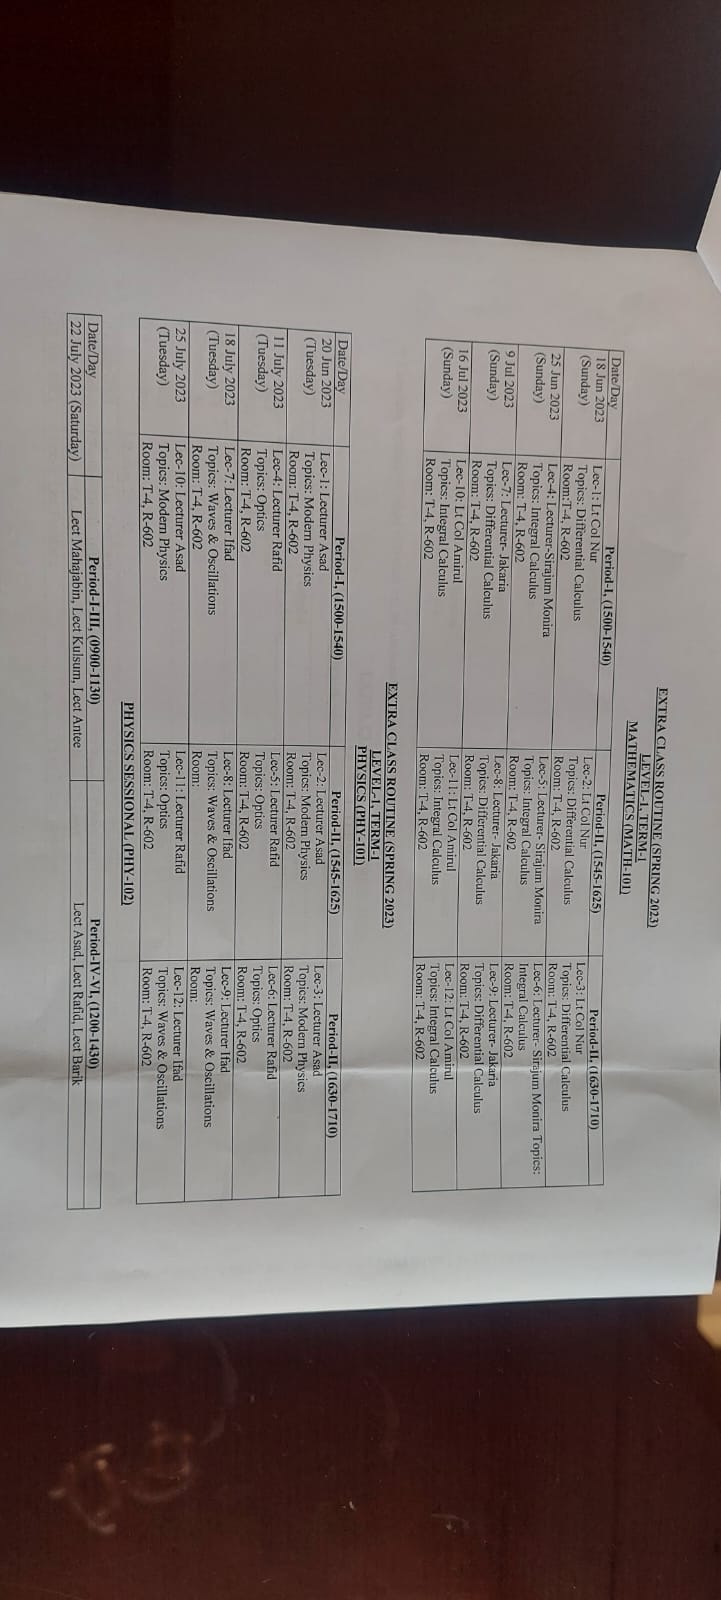 EXTRA CLASS ROUTINE (SPRING 2023)
LEVEL-1, TERM-1
MATHEMATICS (MATH-101)
Date/Day
Period-I, (1500-1540)
Period-II, (1545-1625)
Period-II, (1630-1710)
18 Jun 2023
(Sunday)
Lec-1: Lt Col Nur
Topics: Differential Calculus
Room:T-4, R-602
Lec-2: Lt Col Nur
Topics: Differential Calculus
Room: T-4, R-602
Lec-3: Lt Col Nur
Topics: Differential Calculus
Room: T-4, R-602
25 Jun 2023
(Sunday)
Lec-4: Lecturer-Sirajum Monira
Topics: Integral Calculus
Room: T-4, R-602
Lec-5: Lecturer- Sirajum Monira
Topics: Integral Calculus
Room: T-4, R-602
Lec-6: Lecturer- Sirajum Monira Topics:
Integral Calculus
Room: T-4, R-602
9 Jul 2023
(Sunday)
Lec-7: Lecturer- Jakaria
Topics: Differential Calculus
Room: T-4, R-602
Lec-8: Lecturer- Jakaria
Topics: Differential Calculus
Room: T-4, R-602
Lec-9: Lecturer- Jakaria
Topics: Differential Calculus
Room: T-4, R-602
16 Jul 2023
(Sunday)
Lec-10: Lt Col Amirul
Topics: Integral Calculus
Room: T-4, R-602
Lec-11: Lt Col Amirul
Topics: Integral Calculus
Room: T-4, R-602
Lec-12: Lt Col Amirul
Topics: Integral Calculus
Room: T-4, R-602
EXTRA CLASS ROUTINE (SPRING 2023)
LEVEL-1, TERM-1
PHYSICS (PHY-101)
Date/Day
Period-I, (1500-1540)
Period-II, (1545-1625)
Period-II, (1630-1710)
20 Jun 2023
(Tuesday)
Lec-1: Lecturer Asad
Topics: Modern Physics
Room: T-4, R-602
Lec-2: Lecturer Asad
Topics: Modern Physics
Room: T-4, R-602
Lec-3: Lecturer Asad
Topics: Modern Physics
Room: T-4, R-602
11 July 2023
(Tuesday)
Lec-4: Lecturer Rafid
Topics: Optics
Room: T-4, R-602
Lec-5: Lecturer Rafid
Topics: Optics
Room: T-4, R-602
Lec-6: Lecturer Rafid
Topics: Optics
Room: T-4, R-602
18 July 2023
(Tuesday)
Lec-7: Lecturer Ifad
Topics: Waves & Oscillations
Room: T-4, R-602
Lec-8: Lecturer Ifad
Topics: Waves & Oscillations
Room:
Lec-9: Lecturer Ifad
Topics: Waves & Oscillations
Room:
25 July 2023
(Tuesday)
Lec-10: Lecturer Asad
Topics: Modern Physics
Room: T-4, R-602
Lec-11: Lecturer Rafid
Topics: Optics
Room: T-4, R-602
Lec-12: Lecturer Ifad
Topics: Waves & Oscillations
Room: T-4, R-602
PHYSICS SESSIONAL (PHY-102)
Date/Day
Period-I-III, (0900-1130)
Period-IV-VI, (1200-1430)
22 July 2023 (Saturday)
Lect Mahajabin, Lect Kulsum, Lect Antee
Lect Asad, Lect Rafid, Lect Barik